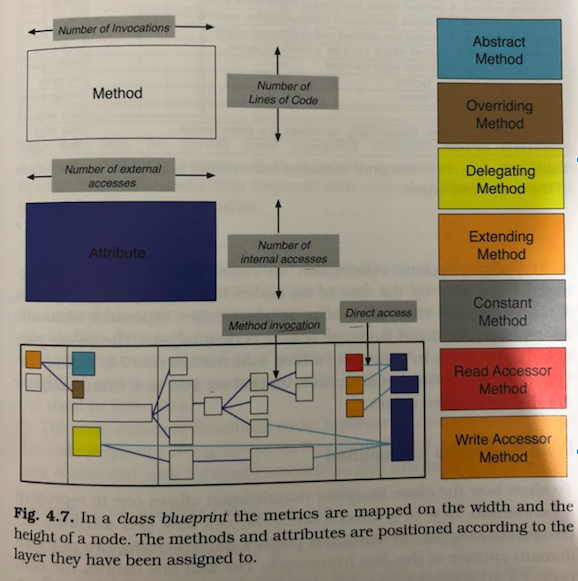 Number of Invocations
Method
Number of
Lines of Code
Number of external
accesses
Attribute
Number of
internal accesses
Method invocation
Direct access
Abstract
Method
Overriding
Method
Delegating
Method
Extending
Method
Constant
Method
Read Accessor
Method
Write Accessor
Method
Fig. 4.7. In a class blueprint the metrics are mapped on the width and the
height of a node. The methods and attributes are positioned according to the
layer they have been assigned to.